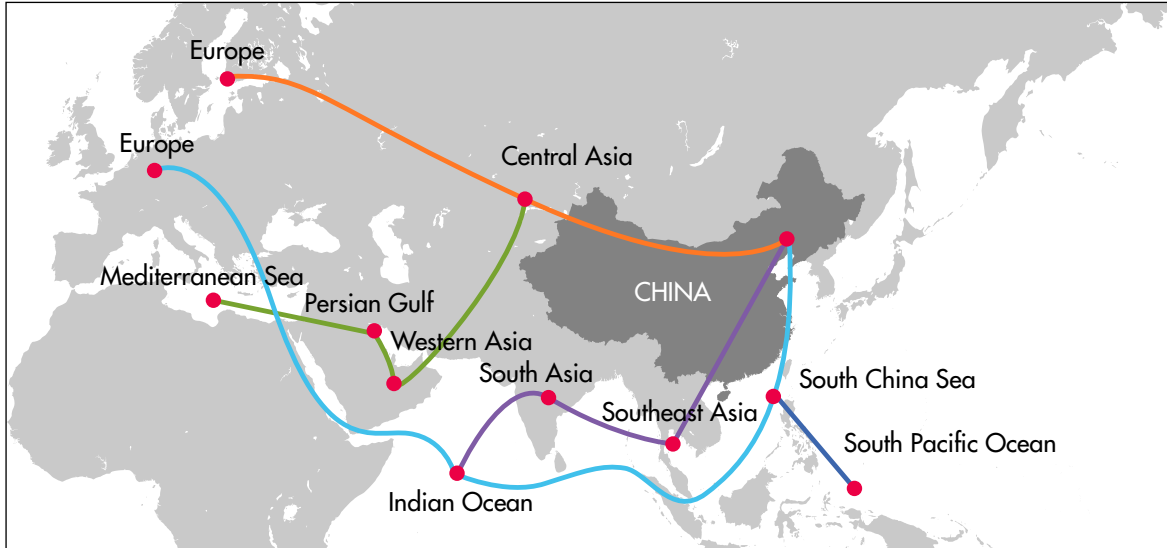 Europe
Europe
Central Asia
Mediterranean Sea
Persian Gulf
CHINA
Western Asia
South Asia
South China Sea
Southeast Asia
South Pacific Ocean
Indian Ocean